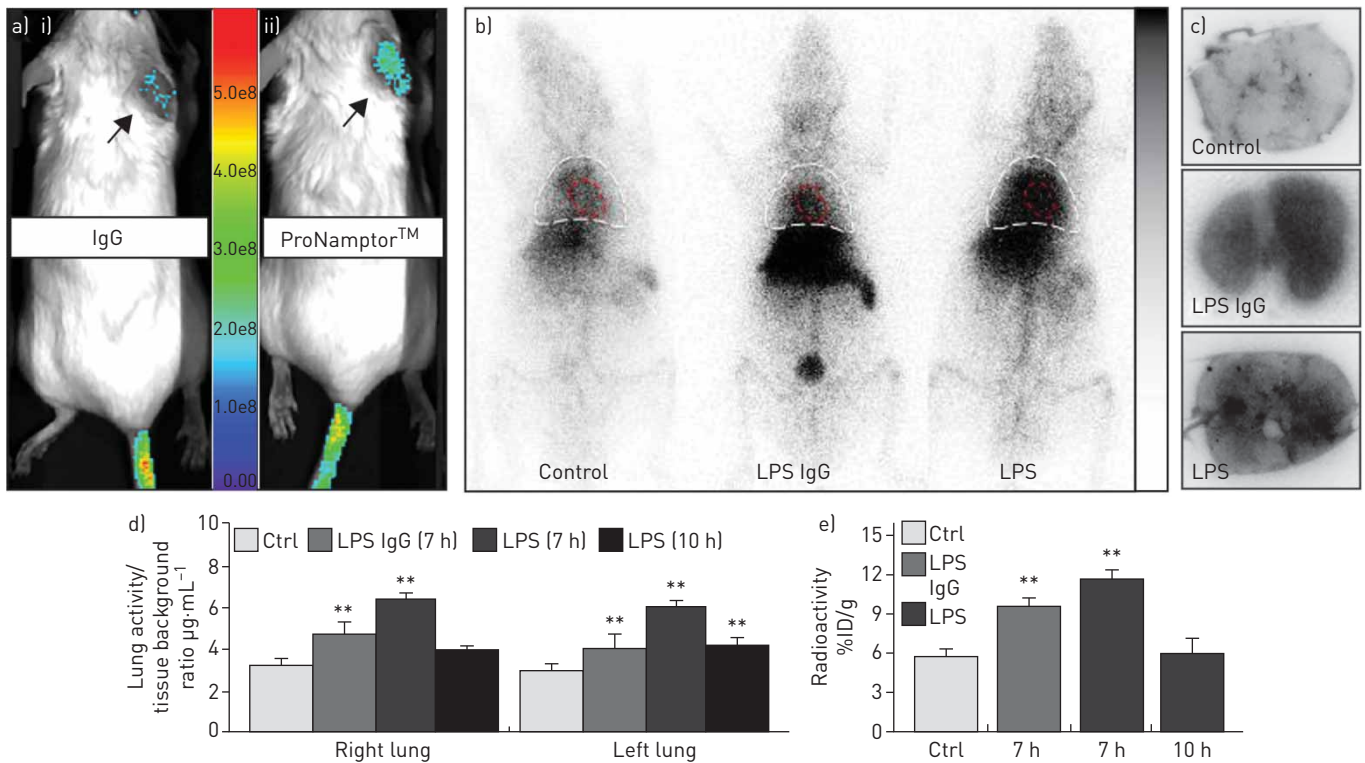 a) i)
ii)
5.0e8
4.0e8
3.0e8
2.0e8
1.0e8
0.00
IgG
ProNamptor™
b)
Control
LPS IgG
LPS
c)
Control
LPS IgG
LPS
d)
Lung activity/
tissue background
ratio µg·mL⁻¹
10
8
6
4
2
0
Ctrl
LPS IgG (7 h)
LPS (7 h)
LPS (10 h)
**
**
**
**
**
Right lung
Left lung
e)
Radioactivity
%ID/g
15
12
9
6
3
0
Ctrl
LPS
IgG
LPS
**
**
Ctrl
7 h
7 h
10 h